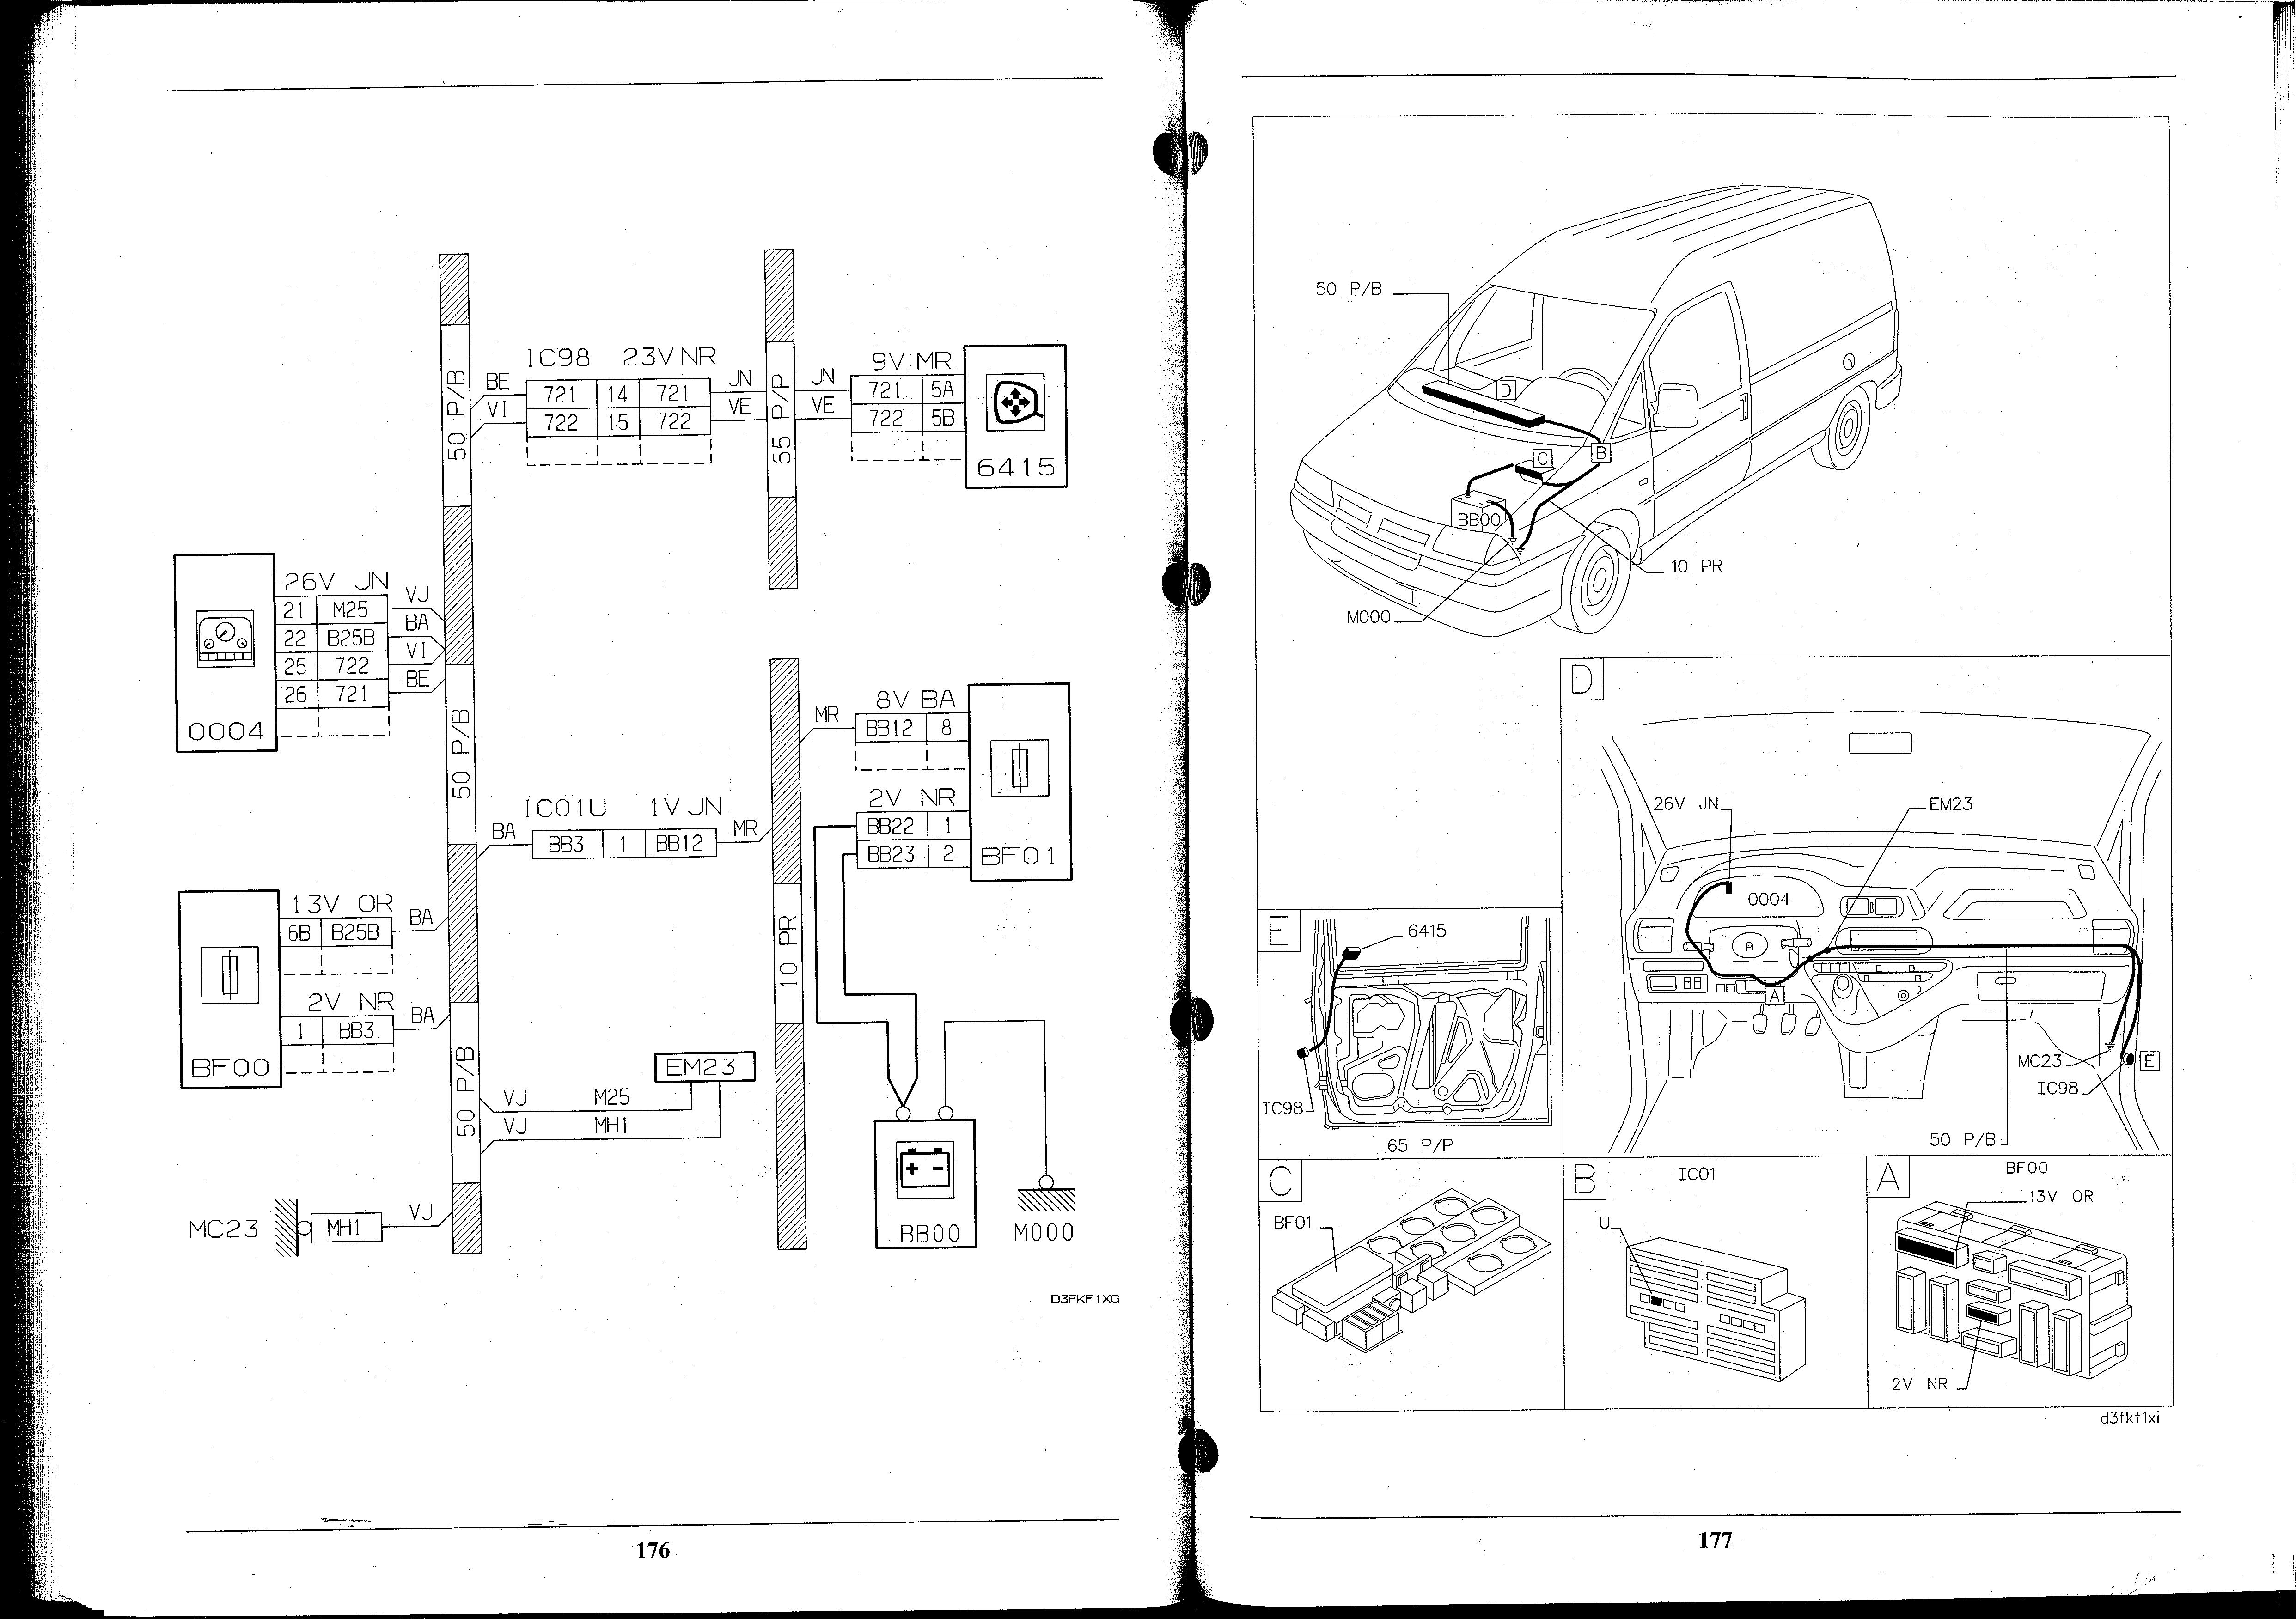 50 P/B
IC98 23V NR
BE 721 14 721 JN
VI 722 15 722 VE
65 P/P
9V MR
JN 721 5A
VE 722 5B
6415
26V JN
21 M25 VJ
22 B25B BA
25 722 VI
26 721 BE
0004
50 P/B
8V BA
MR BB12 8
2V NR
BB22 1
BB23 2
BF01
IC01U 1V JN
BA BB3 1 BB12 MR
13V OR
6B B25B BA
2V NR
1 BB3 BA
BF00
10 PR
50 P/B
EM23
VJ M25
VJ MH1
+ -
BB00
M000
MC23 MH1 VJ
D3FKF1XG
176
50 P/B
D
C
B
BB00
10 PR
M000
D
26V JN
EM23
0004
A
A
MC23
E
IC98
50 P/B
E
6415
IC98
65 P/P
C
BF01
B
IC01
U
A
BF00
13V OR
2V NR
d3fkf1xi
177